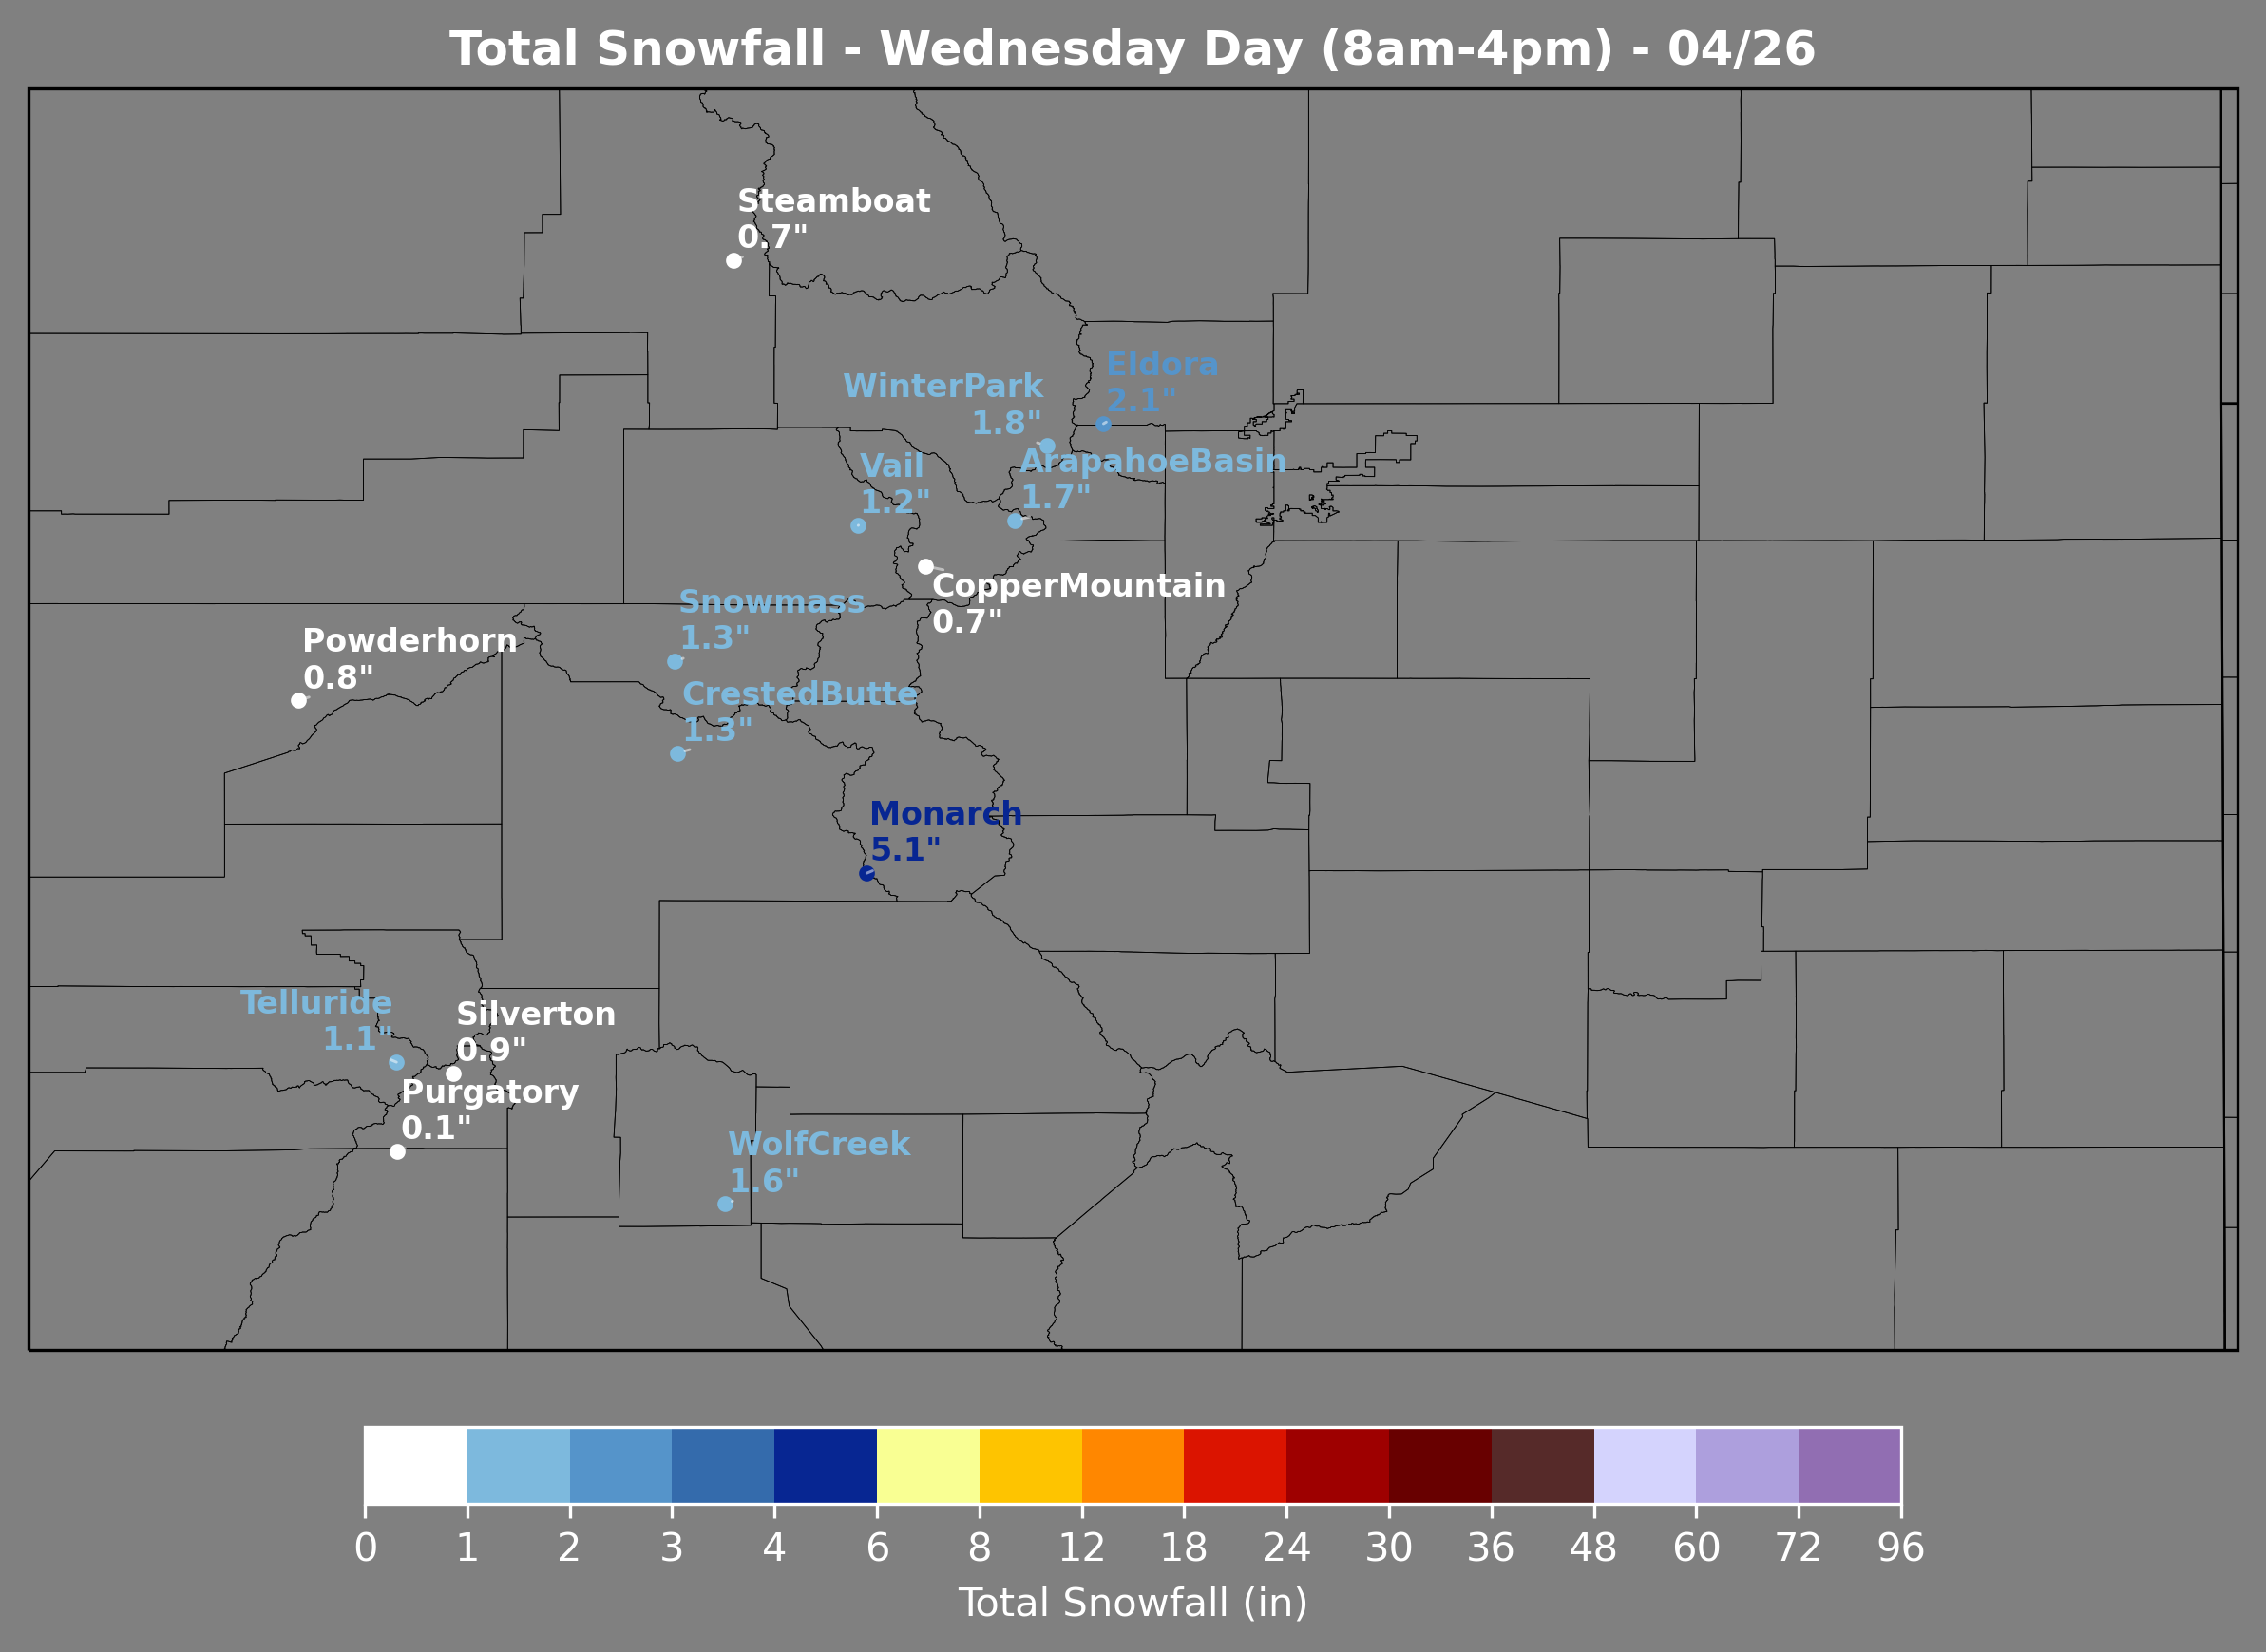 Total Snowfall - Wednesday Day (8am-4pm) - 04/26
Steamboat
0.7"
Eldora
2.1"
WinterPark
1.8"
ArapahoeBasin
1.7"
Vail
1.2"
CopperMountain
0.7"
Snowmass
1.3"
Powderhorn
0.8"
CrestedButte
1.3"
Monarch
5.1"
Telluride
1.1"
Silverton
0.9"
Purgatory
0.1"
WolfCreek
1.6"
0 1 2 3 4 6 8 12 18 24 30 36 48 60 72 96
Total Snowfall (in)